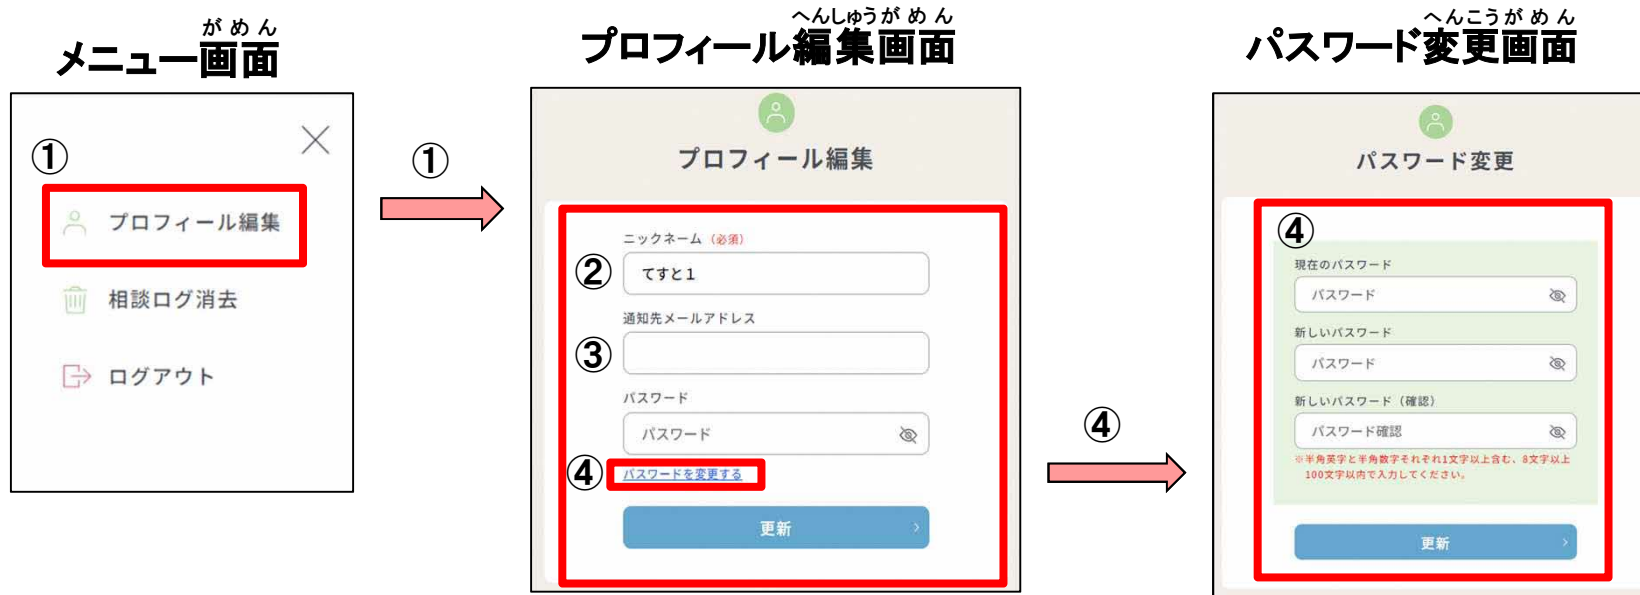 がめん
メニュー画面
①
プロフィール編集
相談ログ消去
ログアウト
①
へんしゅうがめん
プロフィール編集画面
プロフィール編集
ニックネーム（必須）
②
てすと１
通知先メールアドレス
③
パスワード
パスワード
④
パスワードを変更する
更新
④
へんこうがめん
パスワード変更画面
パスワード変更
④
現在のパスワード
パスワード
新しいパスワード
パスワード
新しいパスワード（確認）
パスワード確認
※半角英字と半角数字それぞれ1文字以上含む、8文字以上
100文字以内で入力してください。
更新